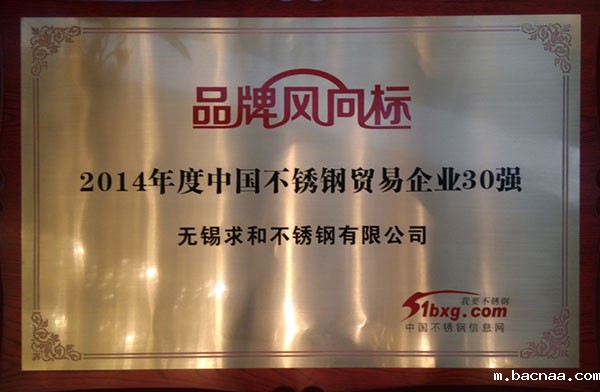 品牌风向标
2014年度中国不锈钢贸易企业30强
无锡求和不锈钢有限公司
我要不锈钢
51bxg.com
中国不锈钢信息网
m.bacnaa.com